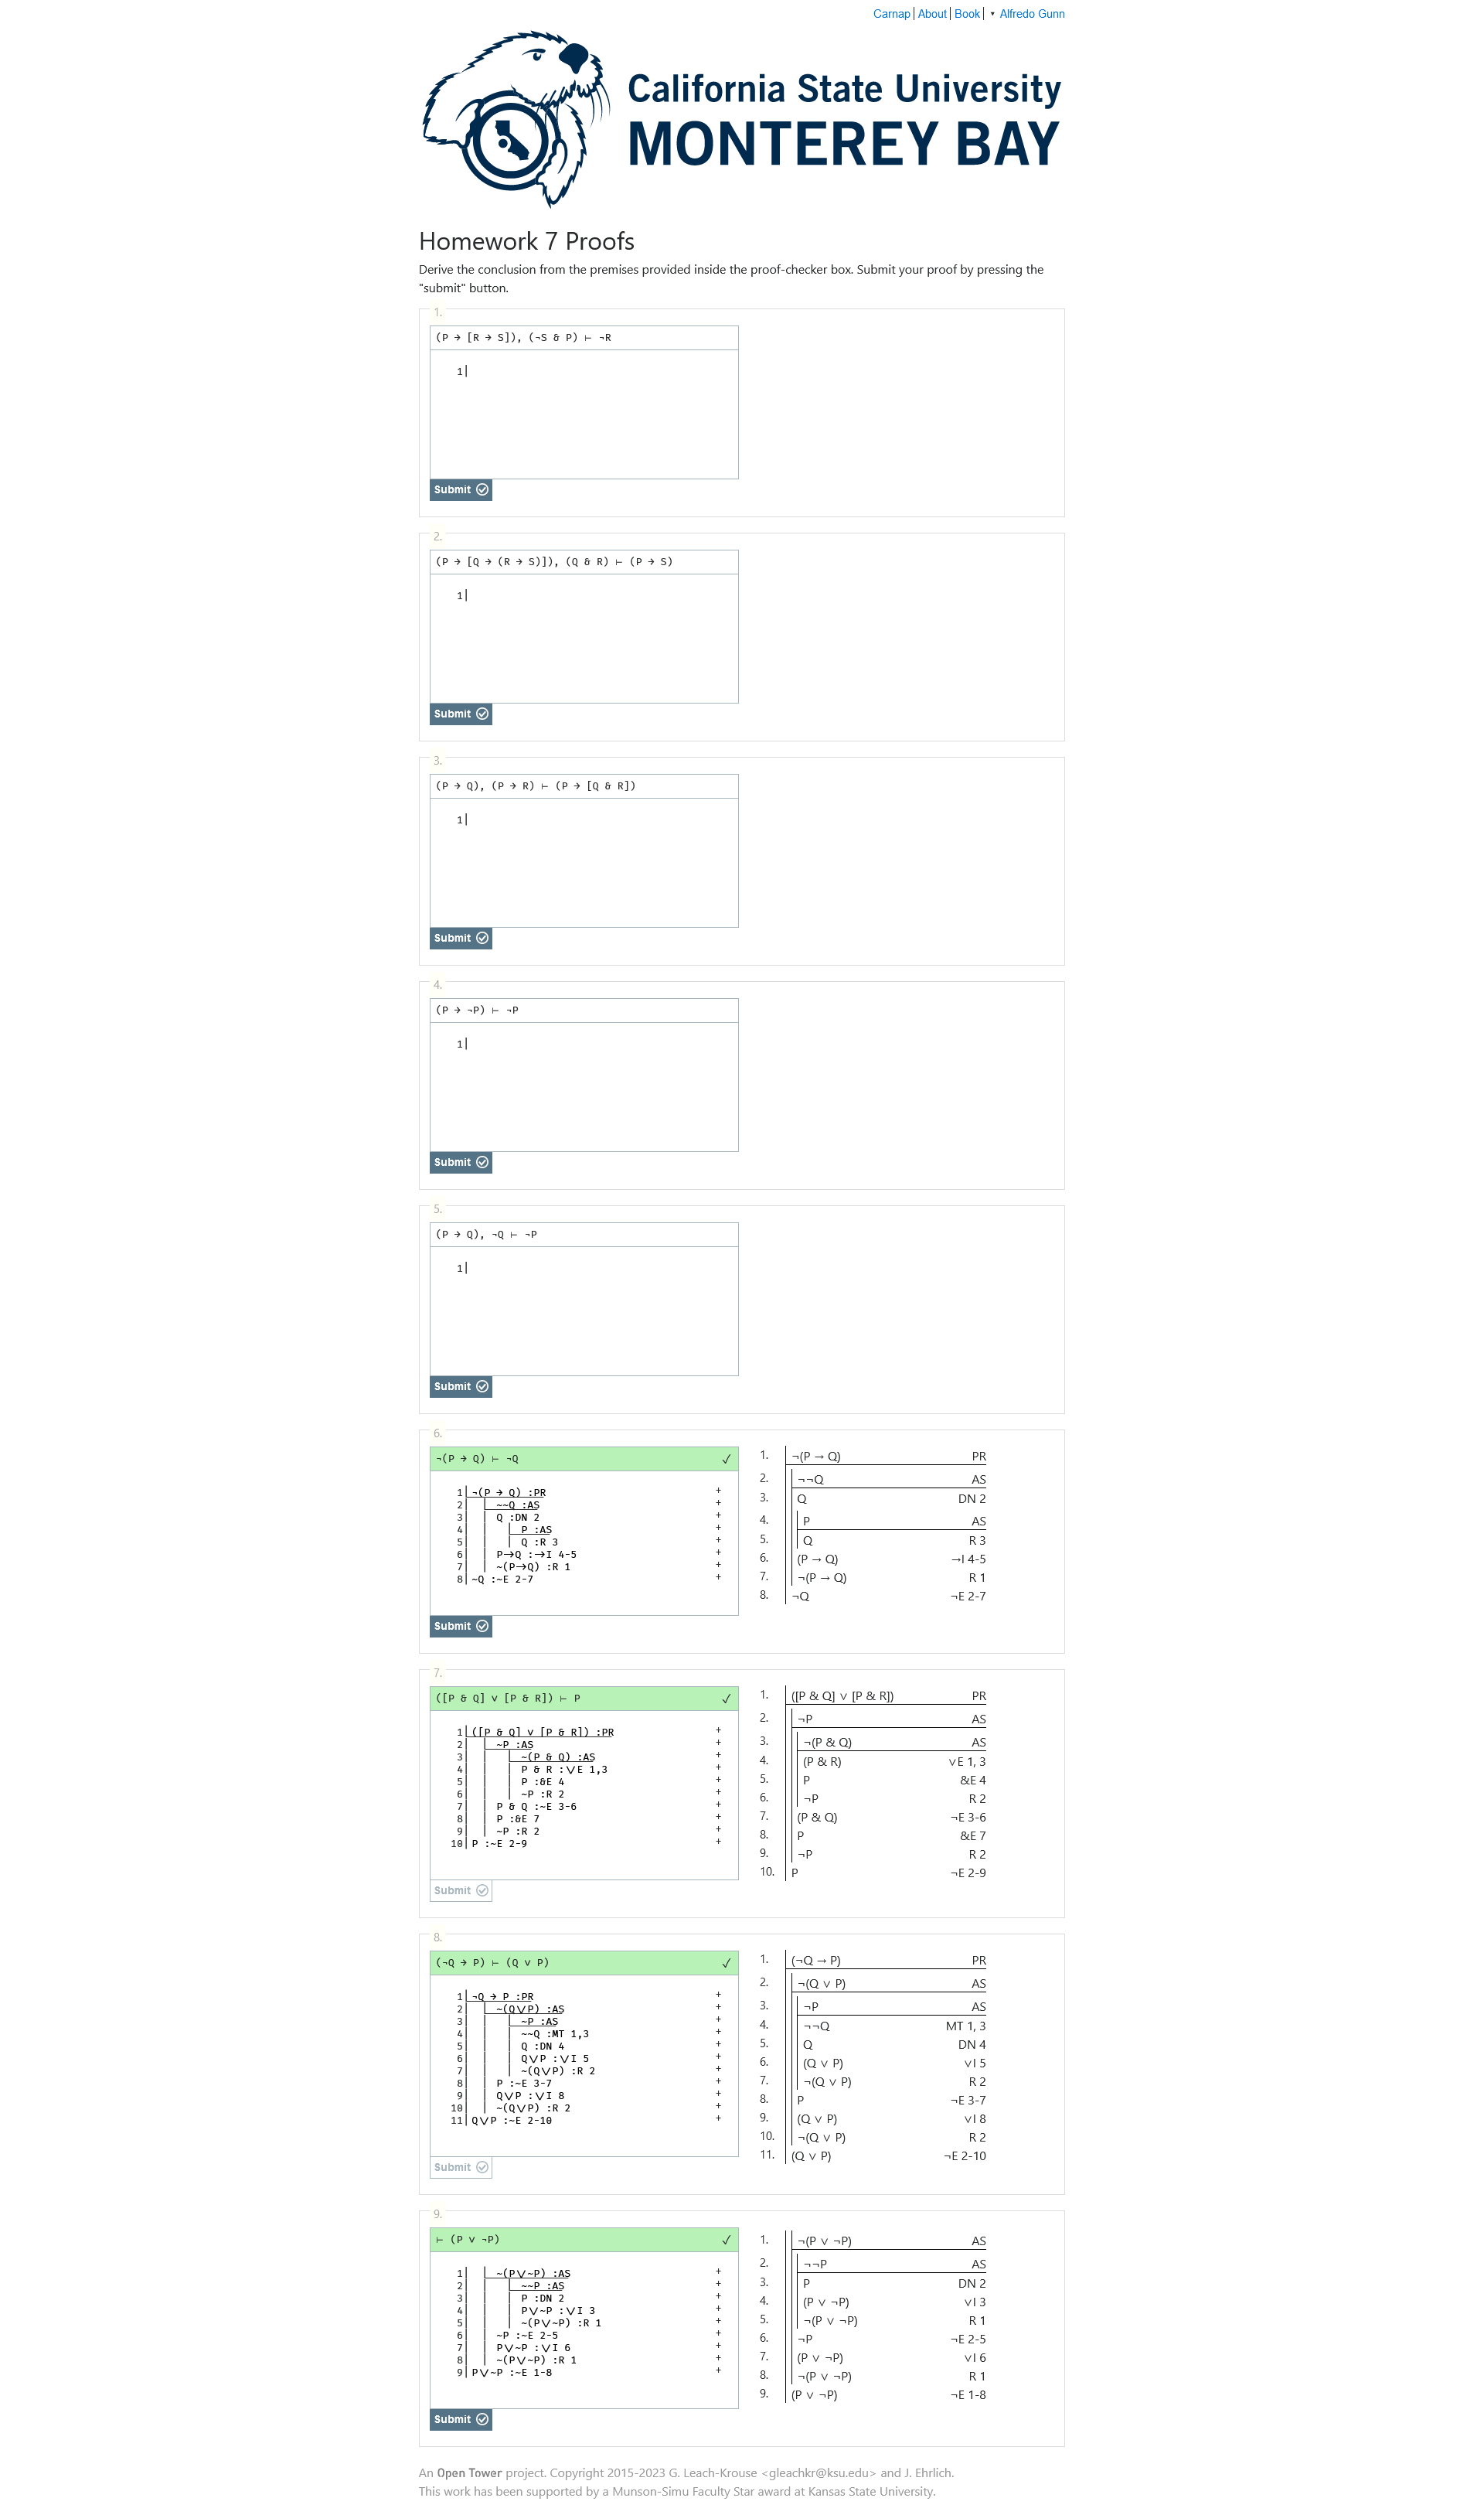 Carnap About Book ▾ Alfredo Gunn
California State University
MONTEREY BAY
Homework 7 Proofs
Derive the conclusion from the premises provided inside the proof-checker box. Submit your proof by pressing the
"submit" button.
1.
(P → [R → S]), (¬S & P) ⊢ ¬R
1
Submit
2.
(P → [Q → (R → S)]), (Q & R) ⊢ (P → S)
1
Submit
3.
(P → Q), (P → R) ⊢ (P → [Q & R])
1
Submit
4.
(P → ¬P) ⊢ ¬P
1
Submit
5.
(P → Q), ¬Q ⊢ ¬P
1
Submit
6.
¬(P → Q) ⊢ ¬Q ✓
1 ¬(P → Q) :PR +
2 ~~Q :AS +
3 Q :DN 2 +
4 P :AS +
5 Q :R 3 +
6 P→Q :→I 4-5 +
7 ~(P→Q) :R 1 +
8 ~Q :~E 2-7 +
Submit
1. ¬(P → Q) PR
2. ¬¬Q AS
3. Q DN 2
4. P AS
5. Q R 3
6. (P → Q) →I 4-5
7. ¬(P → Q) R 1
8. ¬Q ¬E 2-7
7.
([P & Q] ∨ [P & R]) ⊢ P ✓
1 ([P & Q] ∨ [P & R]) :PR +
2 ~P :AS +
3 ~(P & Q) :AS +
4 P & R :∨E 1,3 +
5 P :&E 4 +
6 ~P :R 2 +
7 P & Q :~E 3-6 +
8 P :&E 7 +
9 ~P :R 2 +
10 P :~E 2-9 +
Submit
1. ([P & Q] ∨ [P & R]) PR
2. ¬P AS
3. ¬(P & Q) AS
4. (P & R) ∨E 1, 3
5. P &E 4
6. ¬P R 2
7. (P & Q) ¬E 3-6
8. P &E 7
9. ¬P R 2
10. P ¬E 2-9
8.
(¬Q → P) ⊢ (Q ∨ P) ✓
1 ¬Q → P :PR +
2 ~(Q∨P) :AS +
3 ~P :AS +
4 ~~Q :MT 1,3 +
5 Q :DN 4 +
6 Q∨P :∨I 5 +
7 ~(Q∨P) :R 2 +
8 P :~E 3-7 +
9 Q∨P :∨I 8 +
10 ~(Q∨P) :R 2 +
11 Q∨P :~E 2-10 +
Submit
1. (¬Q → P) PR
2. ¬(Q ∨ P) AS
3. ¬P AS
4. ¬¬Q MT 1, 3
5. Q DN 4
6. (Q ∨ P) ∨I 5
7. ¬(Q ∨ P) R 2
8. P ¬E 3-7
9. (Q ∨ P) ∨I 8
10. ¬(Q ∨ P) R 2
11. (Q ∨ P) ¬E 2-10
9.
⊢ (P ∨ ¬P) ✓
1 ~(P∨~P) :AS +
2 ~~P :AS +
3 P :DN 2 +
4 P∨~P :∨I 3 +
5 ~(P∨~P) :R 1 +
6 ~P :~E 2-5 +
7 P∨~P :∨I 6 +
8 ~(P∨~P) :R 1 +
9 P∨~P :~E 1-8 +
Submit
1. ¬(P ∨ ¬P) AS
2. ¬¬P AS
3. P DN 2
4. (P ∨ ¬P) ∨I 3
5. ¬(P ∨ ¬P) R 1
6. ¬P ¬E 2-5
7. (P ∨ ¬P) ∨I 6
8. ¬(P ∨ ¬P) R 1
9. (P ∨ ¬P) ¬E 1-8
An Open Tower project. Copyright 2015-2023 G. Leach-Krouse <gleachkr@ksu.edu> and J. Ehrlich.
This work has been supported by a Munson-Simu Faculty Star award at Kansas State University.